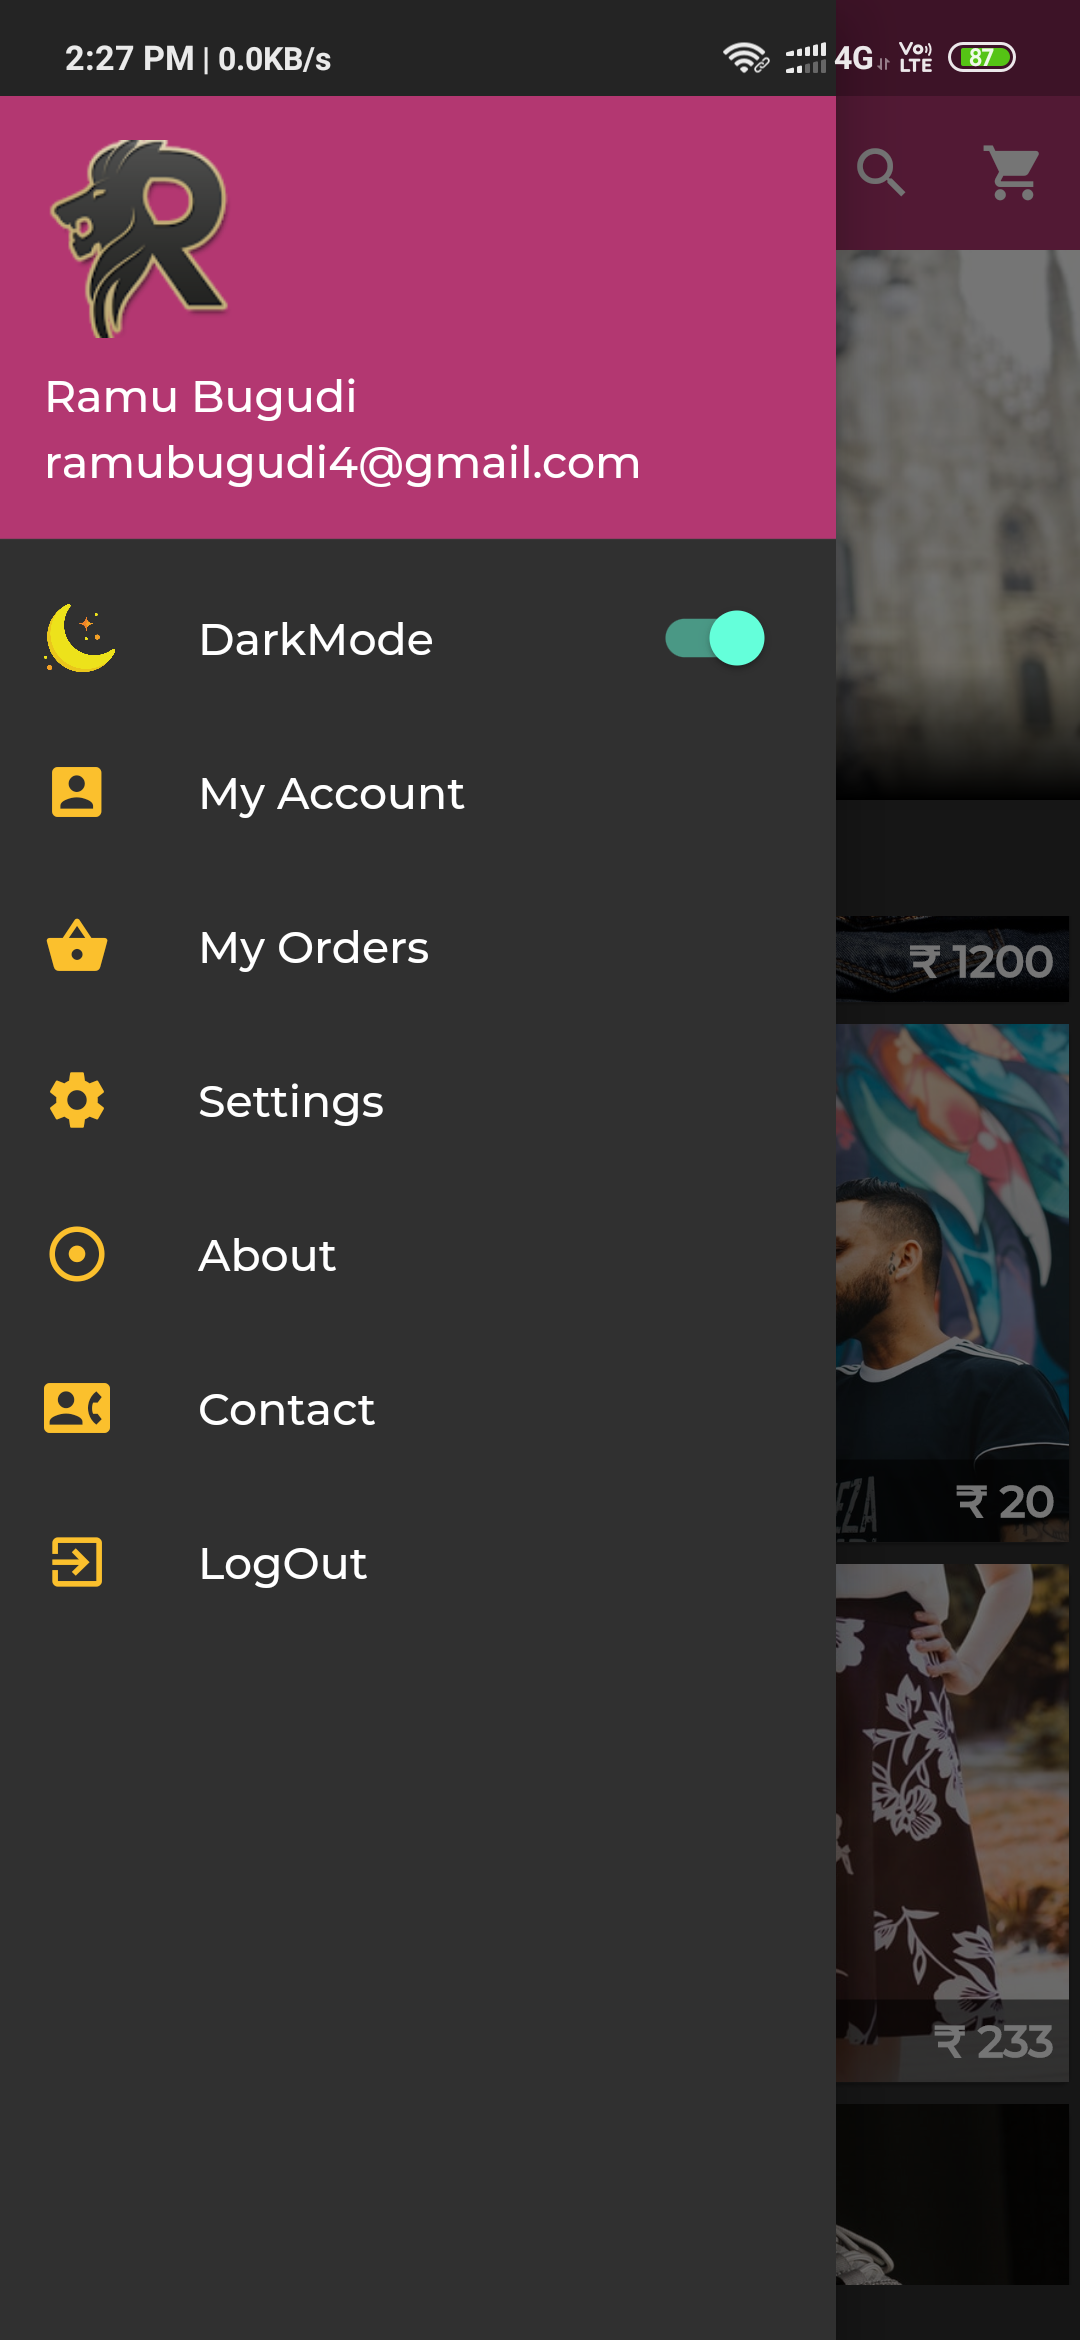 2:27 PM | 0.0KB/s 4G Vo LTE 87
R
Ramu Bugudi
ramubugudi4@gmail.com
DarkMode
My Account
My Orders
Settings
About
Contact
LogOut
₹ 1200
₹ 20
₹ 233